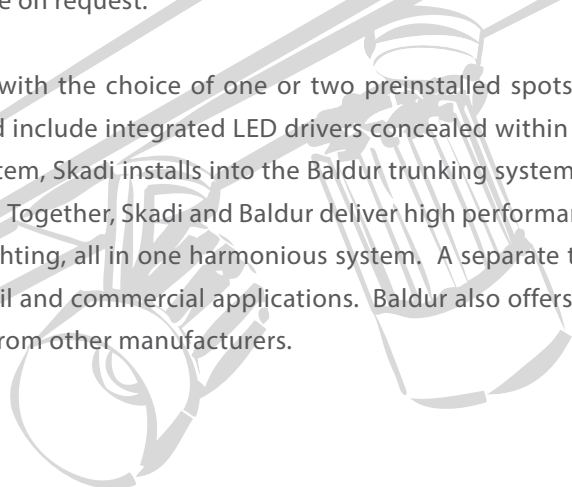 e on request.
with the choice of one or two preinstalled spots
d include integrated LED drivers concealed within
tem, Skadi installs into the Baldur trunking system
Together, Skadi and Baldur deliver high performa
hting, all in one harmonious system. A separate t
il and commercial applications. Baldur also offers
rom other manufacturers.